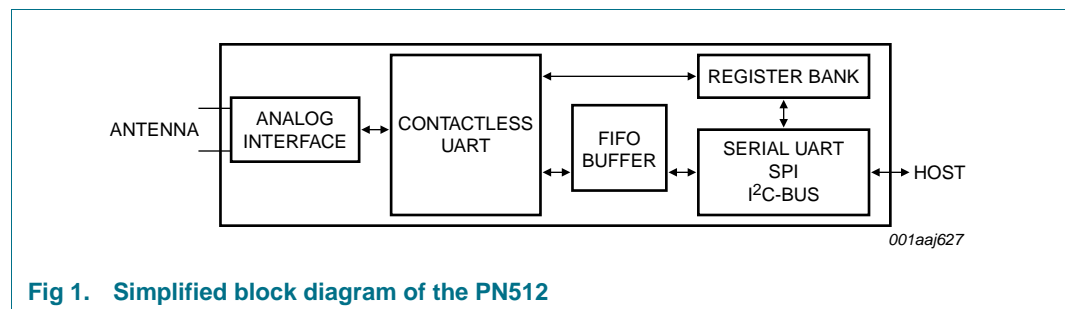 ANTENNA
ANALOG
INTERFACE
CONTACTLESS
UART
FIFO
BUFFER
REGISTER BANK
SERIAL UART
SPI
I²C-BUS
HOST
001aaj627
Fig 1. Simplified block diagram of the PN512